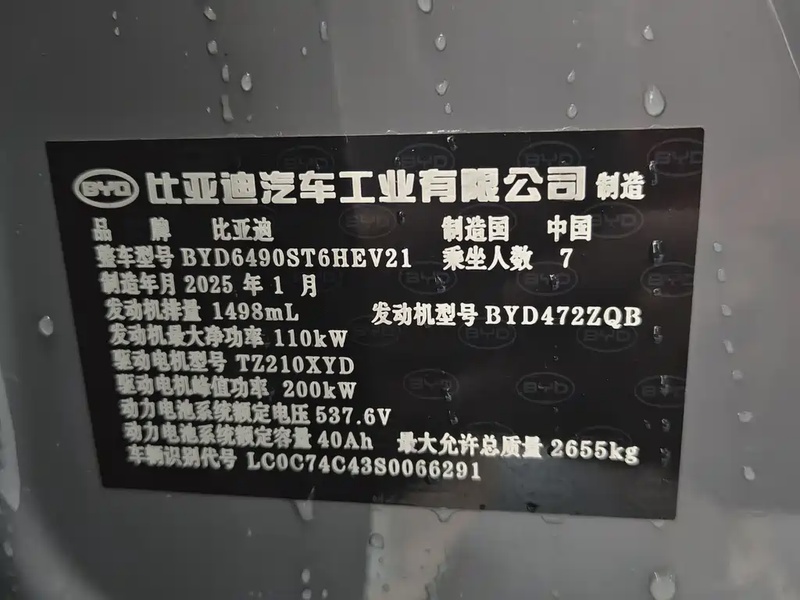 BYD 比亚迪汽车工业有限公司 制造
品 牌 比亚迪 制造国 中国
整车型号 BYD6490ST6HEV21 乘坐人数 7
制造年月 2025 年 1 月
发动机排量 1498mL 发动机型号 BYD472ZQB
发动机最大净功率 110kW
驱动电机型号 TZ210XYD
驱动电机峰值功率 200kW
动力电池系统额定电压 537.6V
动力电池系统额定容量 40Ah 最大允许总质量 2655kg
车辆识别代号 LC0C74C43S0066291